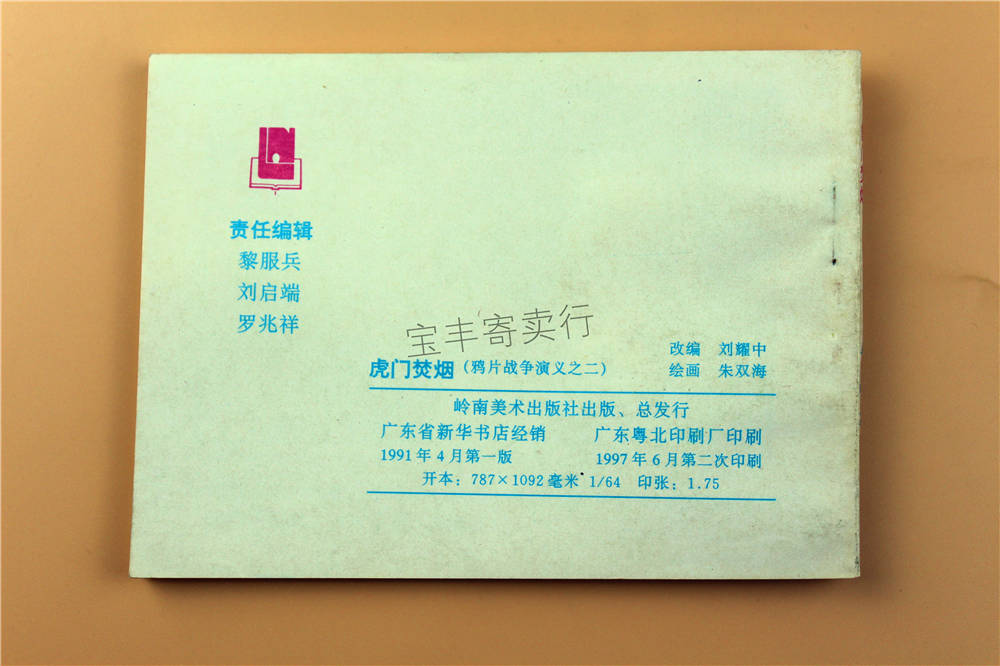 责任编辑
黎服兵
刘启端
罗兆祥
宝丰寄卖行
改编 刘耀中
虎门焚烟(鸦片战争演义之二) 绘画 朱双海
岭南美术出版社出版、总发行
广东省新华书店经销 广东粤北印刷厂印刷
1991年4月第一版 1997年6月第二次印刷
开本：787×1092毫米 1/64 印张：1.75